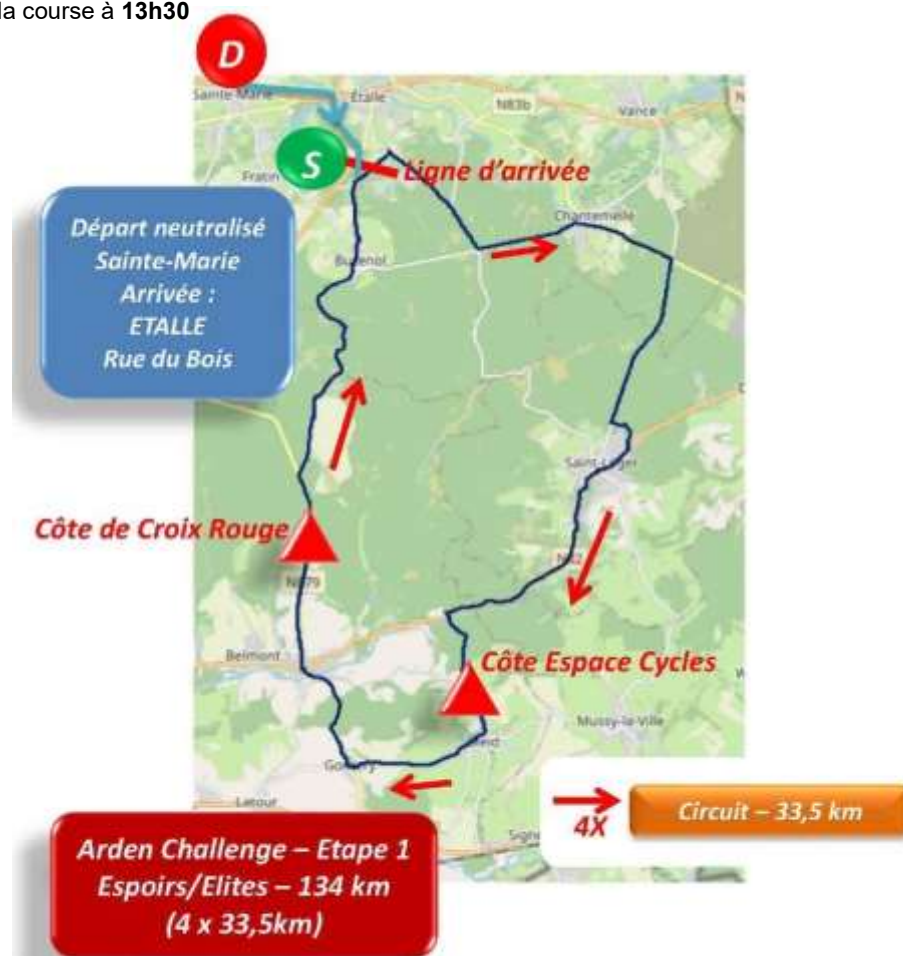 la course à 13h30
D
Sainte-Marie
Étalle
N83b
Vance
S
Ligne d'arrivée
Fratin
Chantemelle
Départ neutralisé
Sainte-Marie
Arrivée :
ETALLE
Rue du Bois
Buzenol
Saint-Léger
Côte de Croix Rouge
N82
N879
Belmont
Côte Espace Cycles
Mussy-la-Ville
Latour
4X
Circuit – 33,5 km
Arden Challenge – Etape 1
Espoirs/Elites – 134 km
(4 x 33,5km)